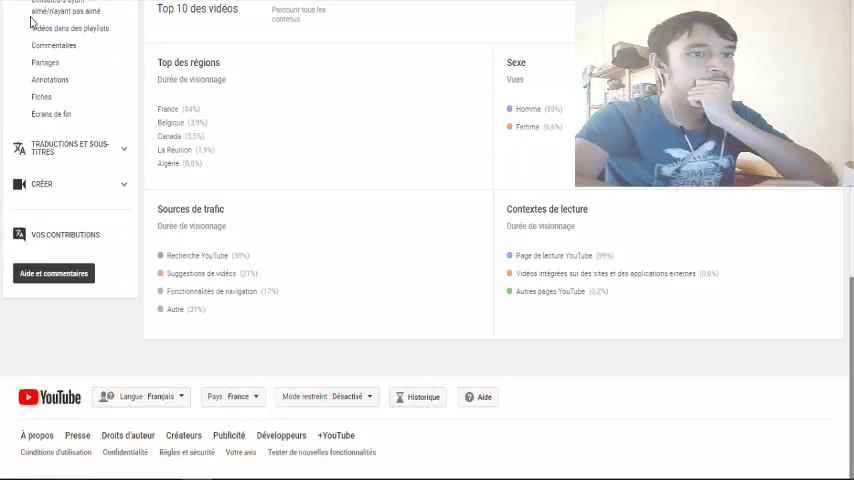 Utilisateurs ayant
aimé/n'ayant pas aimé
Vidéos dans des playlists
Commentaires
Partages
Annotations
Fiches
Écrans de fin
TRADUCTIONS ET SOUS-
TITRES
CRÉER
VOS CONTRIBUTIONS
Aide et commentaires
Top 10 des vidéos
Parcourir tous les
contenus
Top des régions
Durée de visionnage
France (84%)
Belgique (3,9%)
Canada (3,5%)
La Réunion (1,9%)
Algérie (0,0%)
Sexe
Vues
Homme (93%)
Femme (6,6%)
Sources de trafic
Durée de visionnage
Recherche YouTube (30%)
Suggestions de vidéos (21%)
Fonctionnalités de navigation (17%)
Autre (31%)
Contextes de lecture
Durée de visionnage
Page de lecture YouTube (99%)
Vidéos intégrées sur des sites et des applications externes (0,6%)
Autres pages YouTube (0,2%)
YouTube
Langue : Français
Pays : France
Mode restreint : Désactivé
Historique
Aide
À propos Presse Droits d'auteur Créateurs Publicité Développeurs +YouTube
Conditions d'utilisation Confidentialité Règles et sécurité Votre avis Tester de nouvelles fonctionnalités